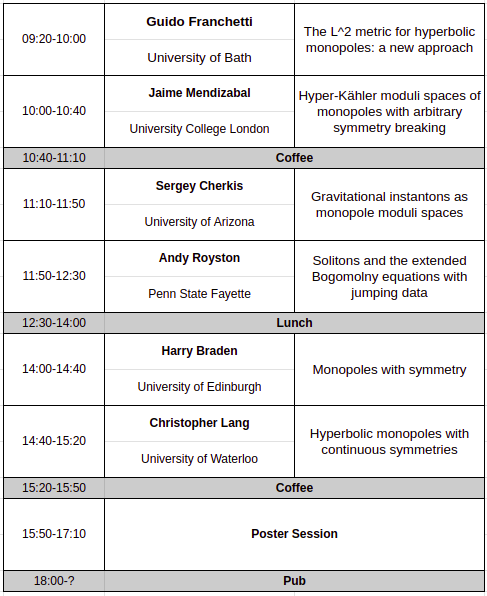 09:20-10:00
Guido Franchetti
University of Bath
The L^2 metric for hyperbolic
monopoles: a new approach
10:00-10:40
Jaime Mendizabal
University College London
Hyper-Kähler moduli spaces of
monopoles with arbitrary
symmetry breaking
10:40-11:10
Coffee
11:10-11:50
Sergey Cherkis
University of Arizona
Gravitational instantons as
monopole moduli spaces
11:50-12:30
Andy Royston
Penn State Fayette
Solitons and the extended
Bogomolny equations with
jumping data
12:30-14:00
Lunch
14:00-14:40
Harry Braden
University of Edinburgh
Monopoles with symmetry
14:40-15:20
Christopher Lang
University of Waterloo
Hyperbolic monopoles with
continuous symmetries
15:20-15:50
Coffee
15:50-17:10
Poster Session
18:00-?
Pub